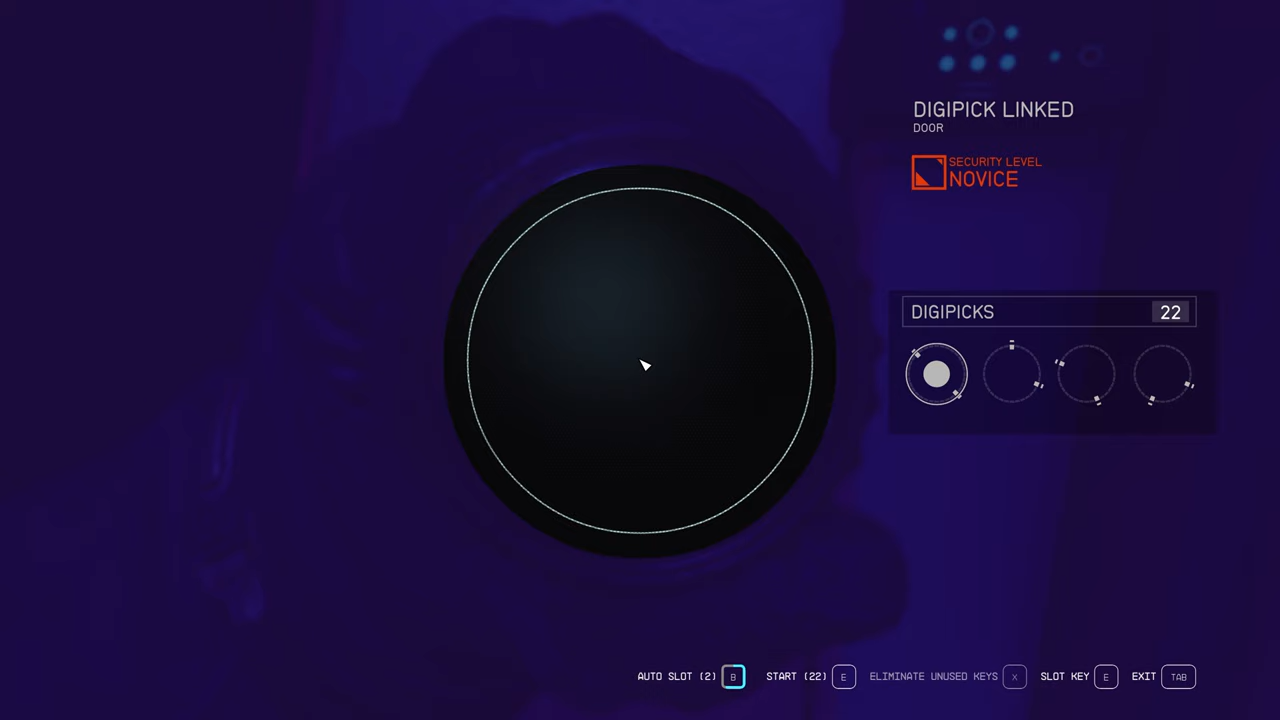 DIGIPICK LINKED
DOOR
SECURITY LEVEL
NOVICE
DIGIPICKS 22
AUTO SLOT (2) B START (22) E ELIMINATE UNUSED KEYS X SLOT KEY E EXIT TAB